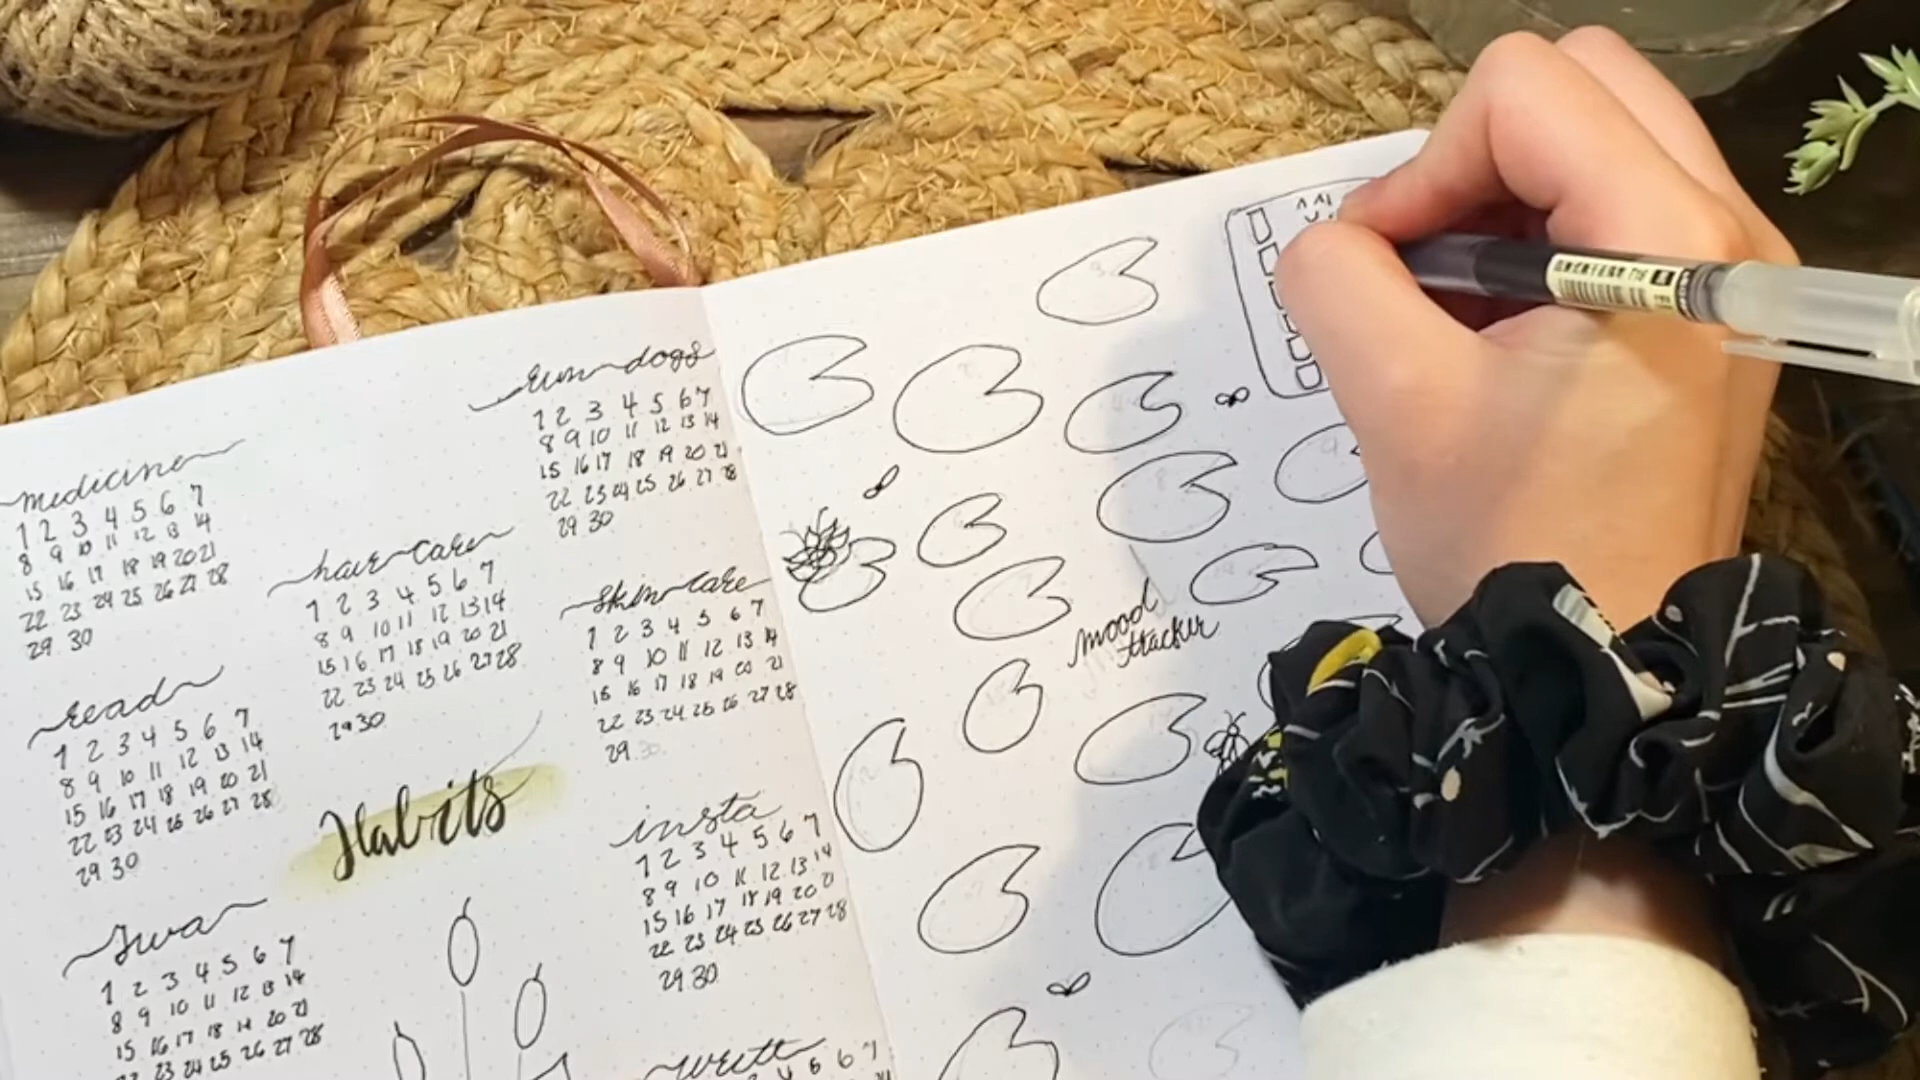 medicine
1 2 3 4 5 6 7
8 9 10 11 12 13 14
15 16 17 18 19 20 21
22 23 24 25 26 27 28
29 30
read
1 2 3 4 5 6 7
8 9 10 11 12 13 14
15 16 17 18 19 20 21
22 23 24 25 26 27 28
29 30
1 2 3 4 5 6 7
8 9 10 11 12 13 14
15 16 17 18 19 20 21
22 23 24 25 26 27 28
hair care
1 2 3 4 5 6 7
8 9 10 11 12 13 14
15 16 17 18 19 20 21
22 23 24 25 26 27 28
29 30
Habits
run dogs
1 2 3 4 5 6 7
8 9 10 11 12 13 14
15 16 17 18 19 20 21
22 23 24 25 26 27 28
29 30
skin care
1 2 3 4 5 6 7
8 9 10 11 12 13 14
15 16 17 18 19 20 21
22 23 24 25 26 27 28
29 30
insta
1 2 3 4 5 6 7
8 9 10 11 12 13 14
15 16 17 18 19 20 21
22 23 24 25 26 27 28
29 30
4 5 6 7
14
mood
tracker